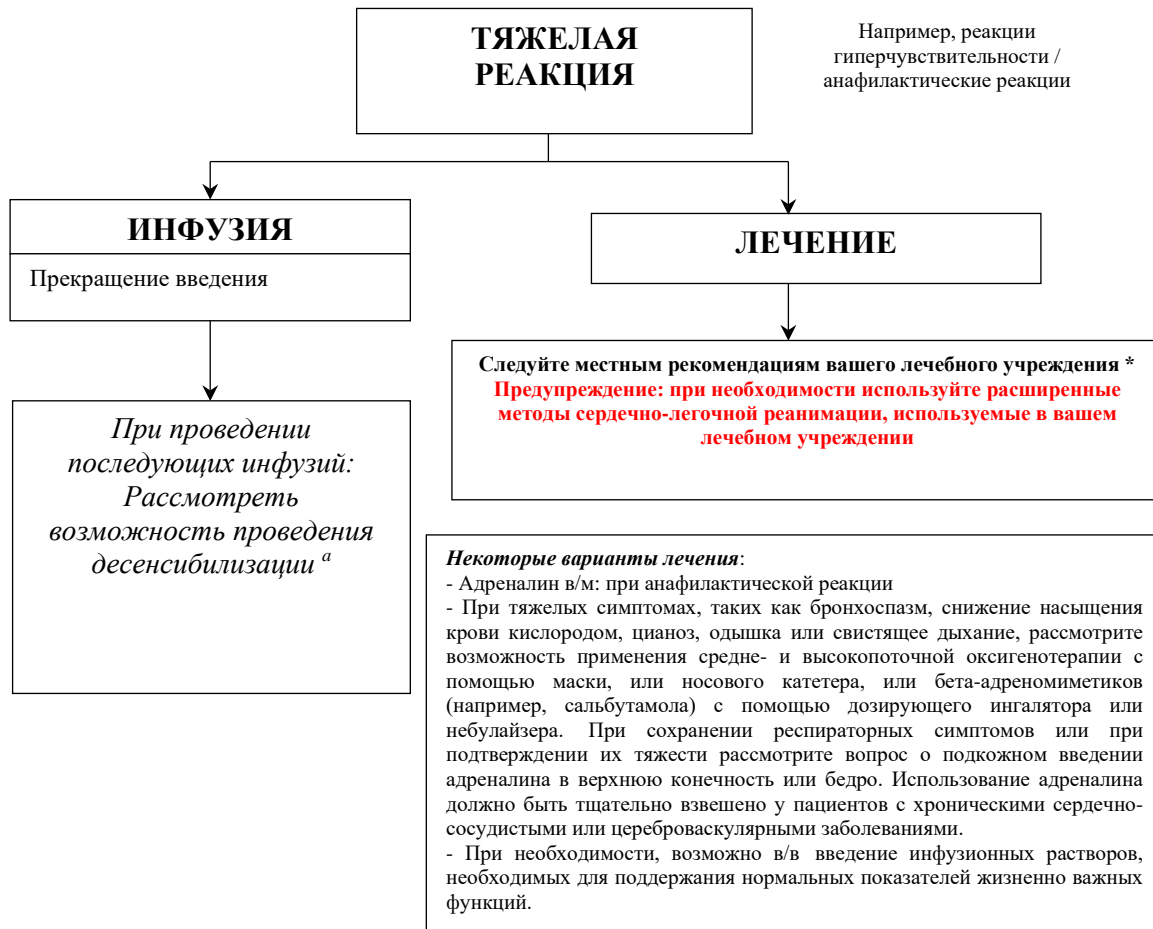 ТЯЖЕЛАЯ
РЕАКЦИЯ
Например, реакции
гиперчувствительности /
анафилактические реакции
ИНФУЗИЯ
Прекращение введения
ЛЕЧЕНИЕ
При проведении
последующих инфузий:
Рассмотреть
возможность проведения
десенсибилизации a
Следуйте местным рекомендациям вашего лечебного учреждения *
Предупреждение: при необходимости используйте расширенные
методы сердечно-легочной реанимации, используемые в вашем
лечебном учреждении
Некоторые варианты лечения:
- Адреналин в/м: при анафилактической реакции
- При тяжелых симптомах, таких как бронхоспазм, снижение насыщения
крови кислородом, цианоз, одышка или свистящее дыхание, рассмотрите
возможность применения средне- и высокопоточной оксигенотерапии с
помощью маски, или носового катетера, или бета-адреномиметиков
(например, сальбутамола) с помощью дозирующего ингалятора или
небулайзера. При сохранении респираторных симптомов или при
подтверждении их тяжести рассмотрите вопрос о подкожном введении
адреналина в верхнюю конечность или бедро. Использование адреналина
должно быть тщательно взвешено у пациентов с хроническими сердечно-
сосудистыми или цереброваскулярными заболеваниями.
- При необходимости, возможно в/в введение инфузионных растворов,
необходимых для поддержания нормальных показателей жизненно важных
функций.